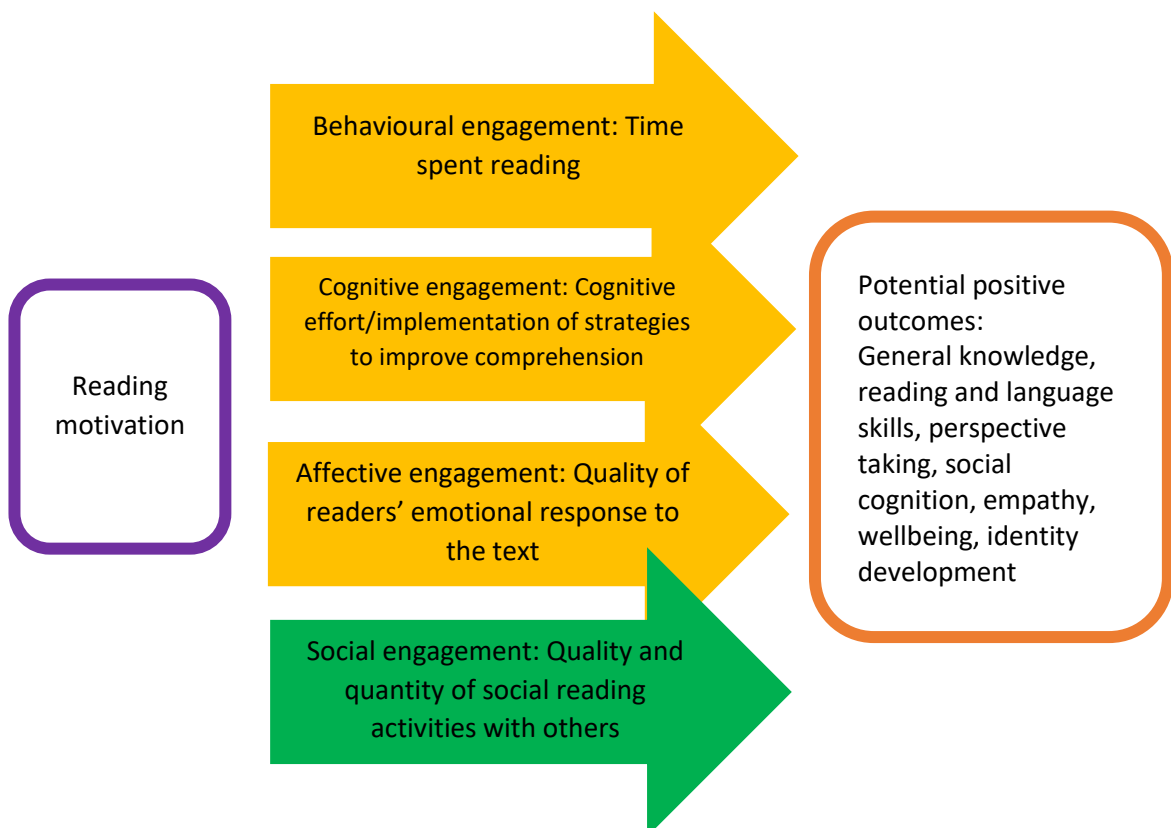 Behavioural engagement: Time
spent reading
Cognitive engagement: Cognitive
effort/implementation of strategies
to improve comprehension
Reading
motivation
Affective engagement: Quality of
readers’ emotional response to
the text
Social engagement: Quality and
quantity of social reading
activities with others
Potential positive
outcomes:
General knowledge,
reading and language
skills, perspective
taking, social
cognition, empathy,
wellbeing, identity
development